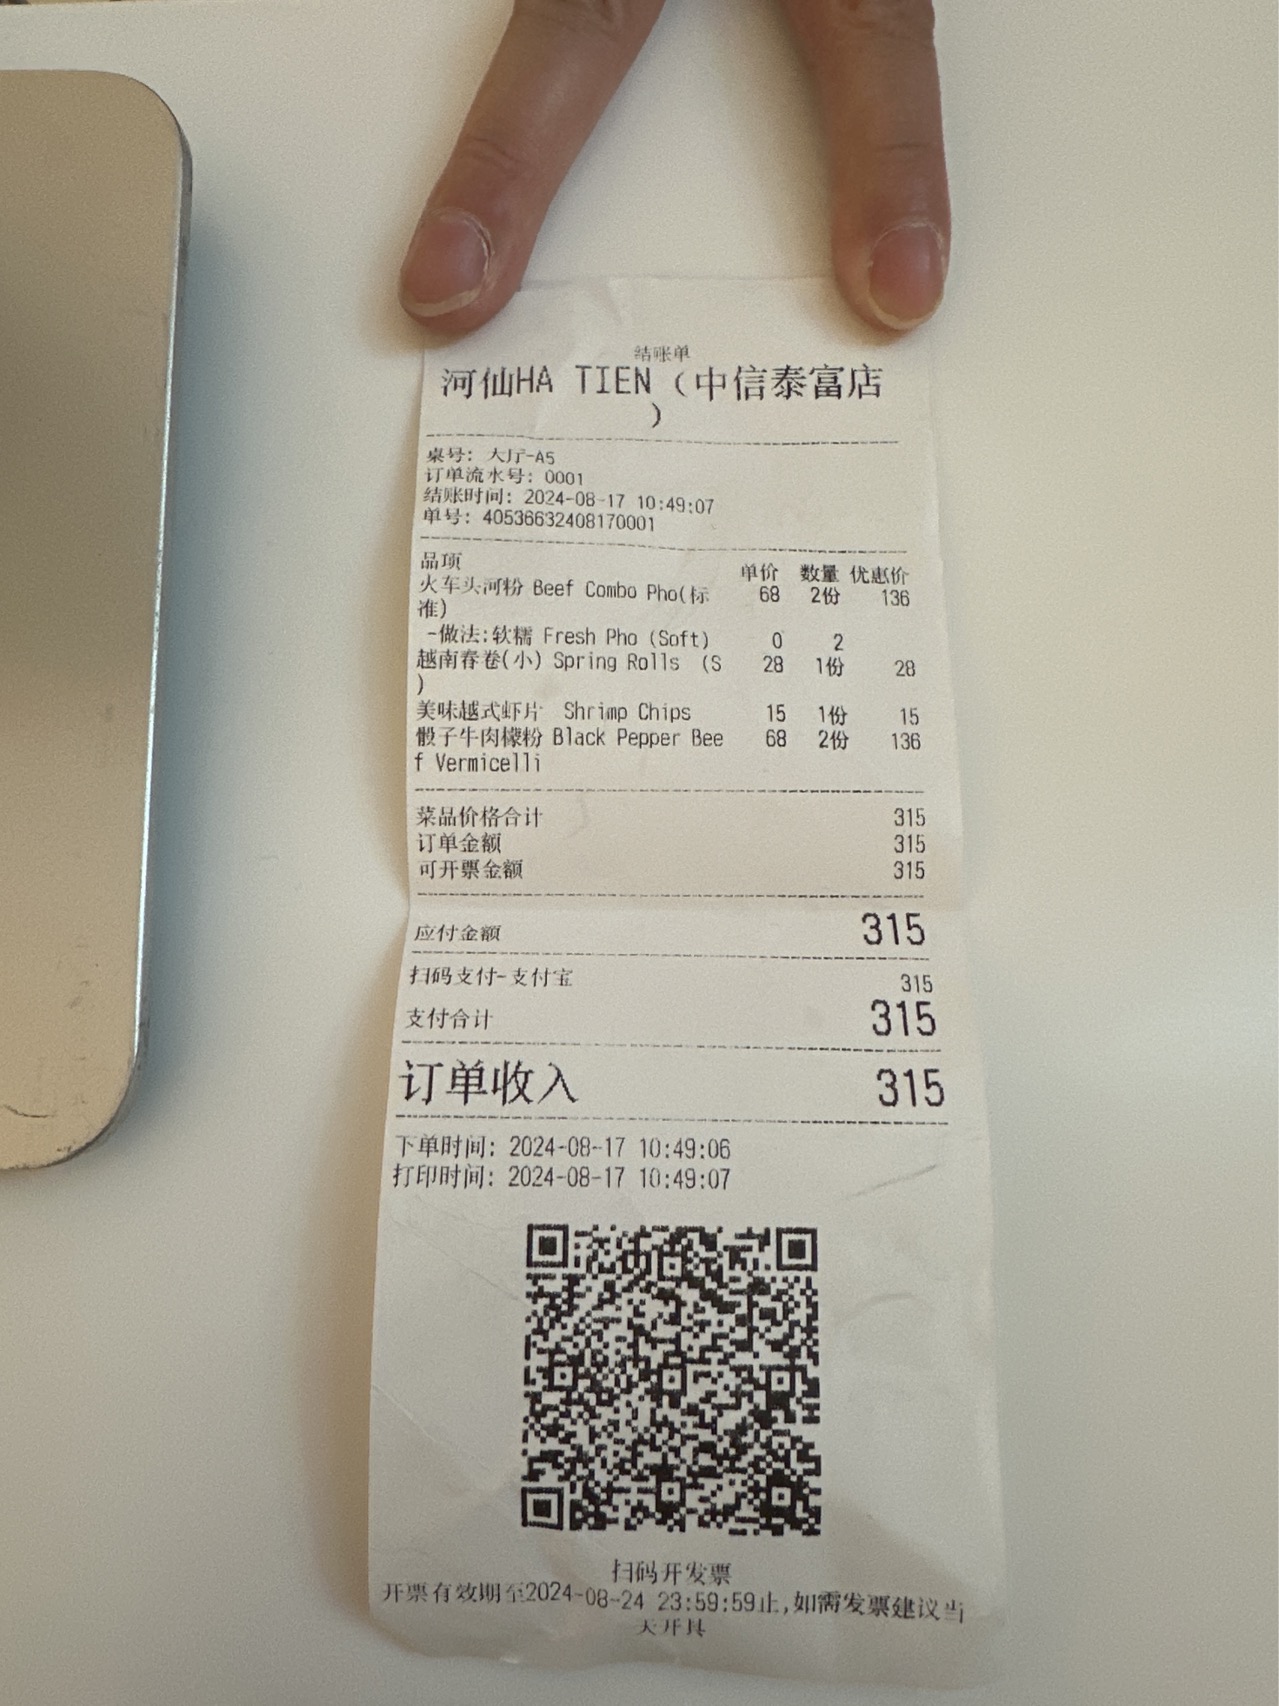 结账单
河仙HA TIEN（中信泰富店
）
桌号: 大厅-A5
订单流水号: 0001
结账时间: 2024-08-17 10:49:07
单号: 40536632408170001
品项 单价 数量 优惠价
火车头河粉 Beef Combo Pho(标 68 2份 136
准)
-做法:软糯 Fresh Pho (Soft) 0 2
越南春卷(小) Spring Rolls (S 28 1份 28
)
美味越式虾片 Shrimp Chips 15 1份 15
骰子牛肉檬粉 Black Pepper Bee 68 2份 136
f Vermicelli
菜品价格合计 315
订单金额 315
可开票金额 315
应付金额 315
扫码支付-支付宝 315
支付合计 315
订单收入 315
下单时间: 2024-08-17 10:49:06
打印时间: 2024-08-17 10:49:07
扫码开发票
开票有效期至2024-08-24 23:59:59止,如需发票建议当
天开具